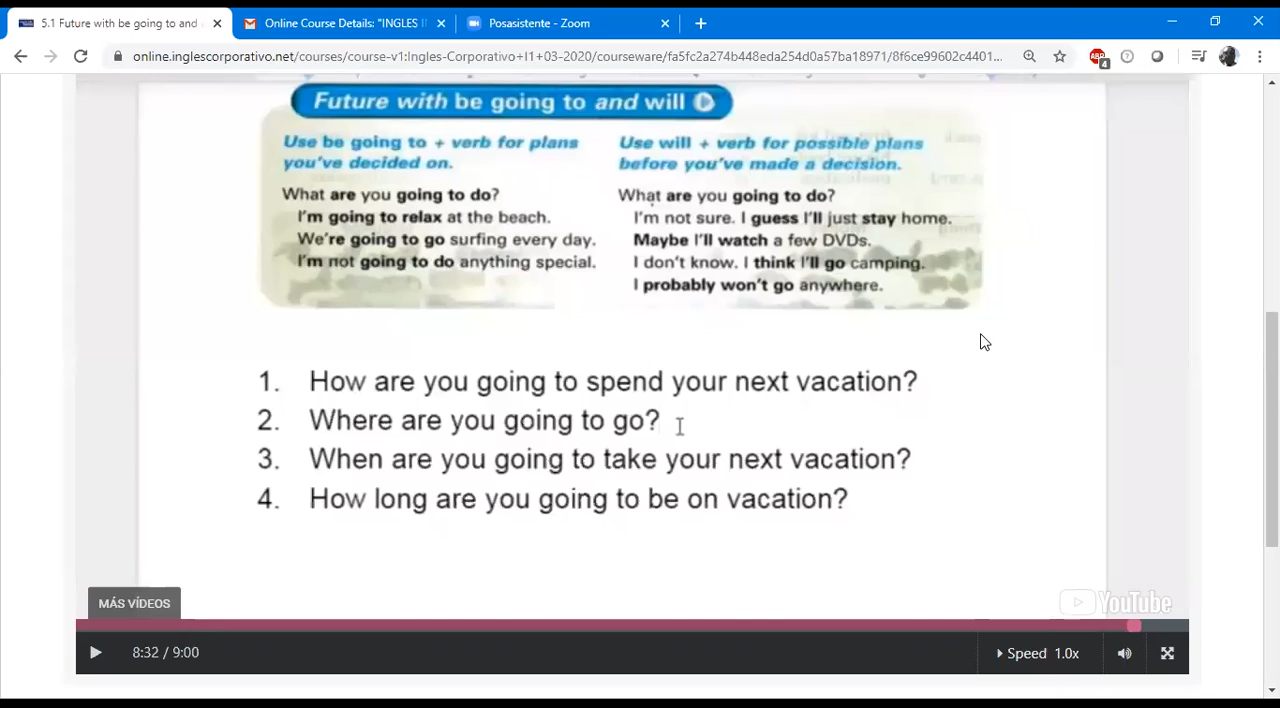 5.1 Future with be going to and
Online Course Details: "INGLES I
Posasistente - Zoom
online.inglescorporativo.net/courses/course-v1:Ingles-Corporativo+I1+03-2020/courseware/fa5fc2a274b448eda254d0a57ba18971/8f6ce99602c4401...
4
Future with be going to and will
Use be going to + verb for plans
you've decided on.
What are you going to do?
I'm going to relax at the beach.
We're going to go surfing every day.
I'm not going to do anything special.
Use will + verb for possible plans
before you've made a decision.
What are you going to do?
I'm not sure. I guess I'll just stay home.
Maybe I'll watch a few DVDs.
I don't know. I think I'll go camping.
I probably won't go anywhere.
1. How are you going to spend your next vacation?
2. Where are you going to go?
3. When are you going to take your next vacation?
4. How long are you going to be on vacation?
MÁS VÍDEOS
YouTube
8:32 / 9:00
Speed 1.0x